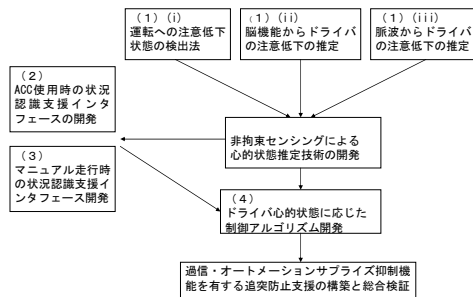 (1)(i)
運転への注意低下
状態の検出法
(1)(ii)
脳機能からドライバ
の注意低下の推定
(1)(iii)
脈波からドライバ
の注意低下の推定
(2)
ACC使用時の状況
認識支援インタ
フェースの開発
非拘束センシングによる
心的状態推定技術の開発
(3)
マニュアル走行時
の状況認識支援イ
ンタフェース開発
(4)
ドライバ心的状態に応じた
制御アルゴリズム開発
過信・オートメーションサプライズ抑制機
能を有する追突防止支援の構築と総合検証